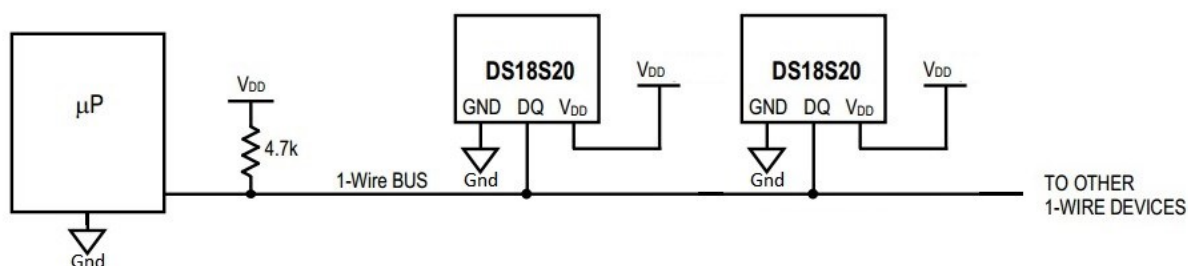 μP
Gnd
VDD
4.7k
1-Wire BUS
DS18S20
GND DQ VDD
Gnd
VDD
DS18S20
GND DQ VDD
Gnd
VDD
TO OTHER
1-WIRE DEVICES